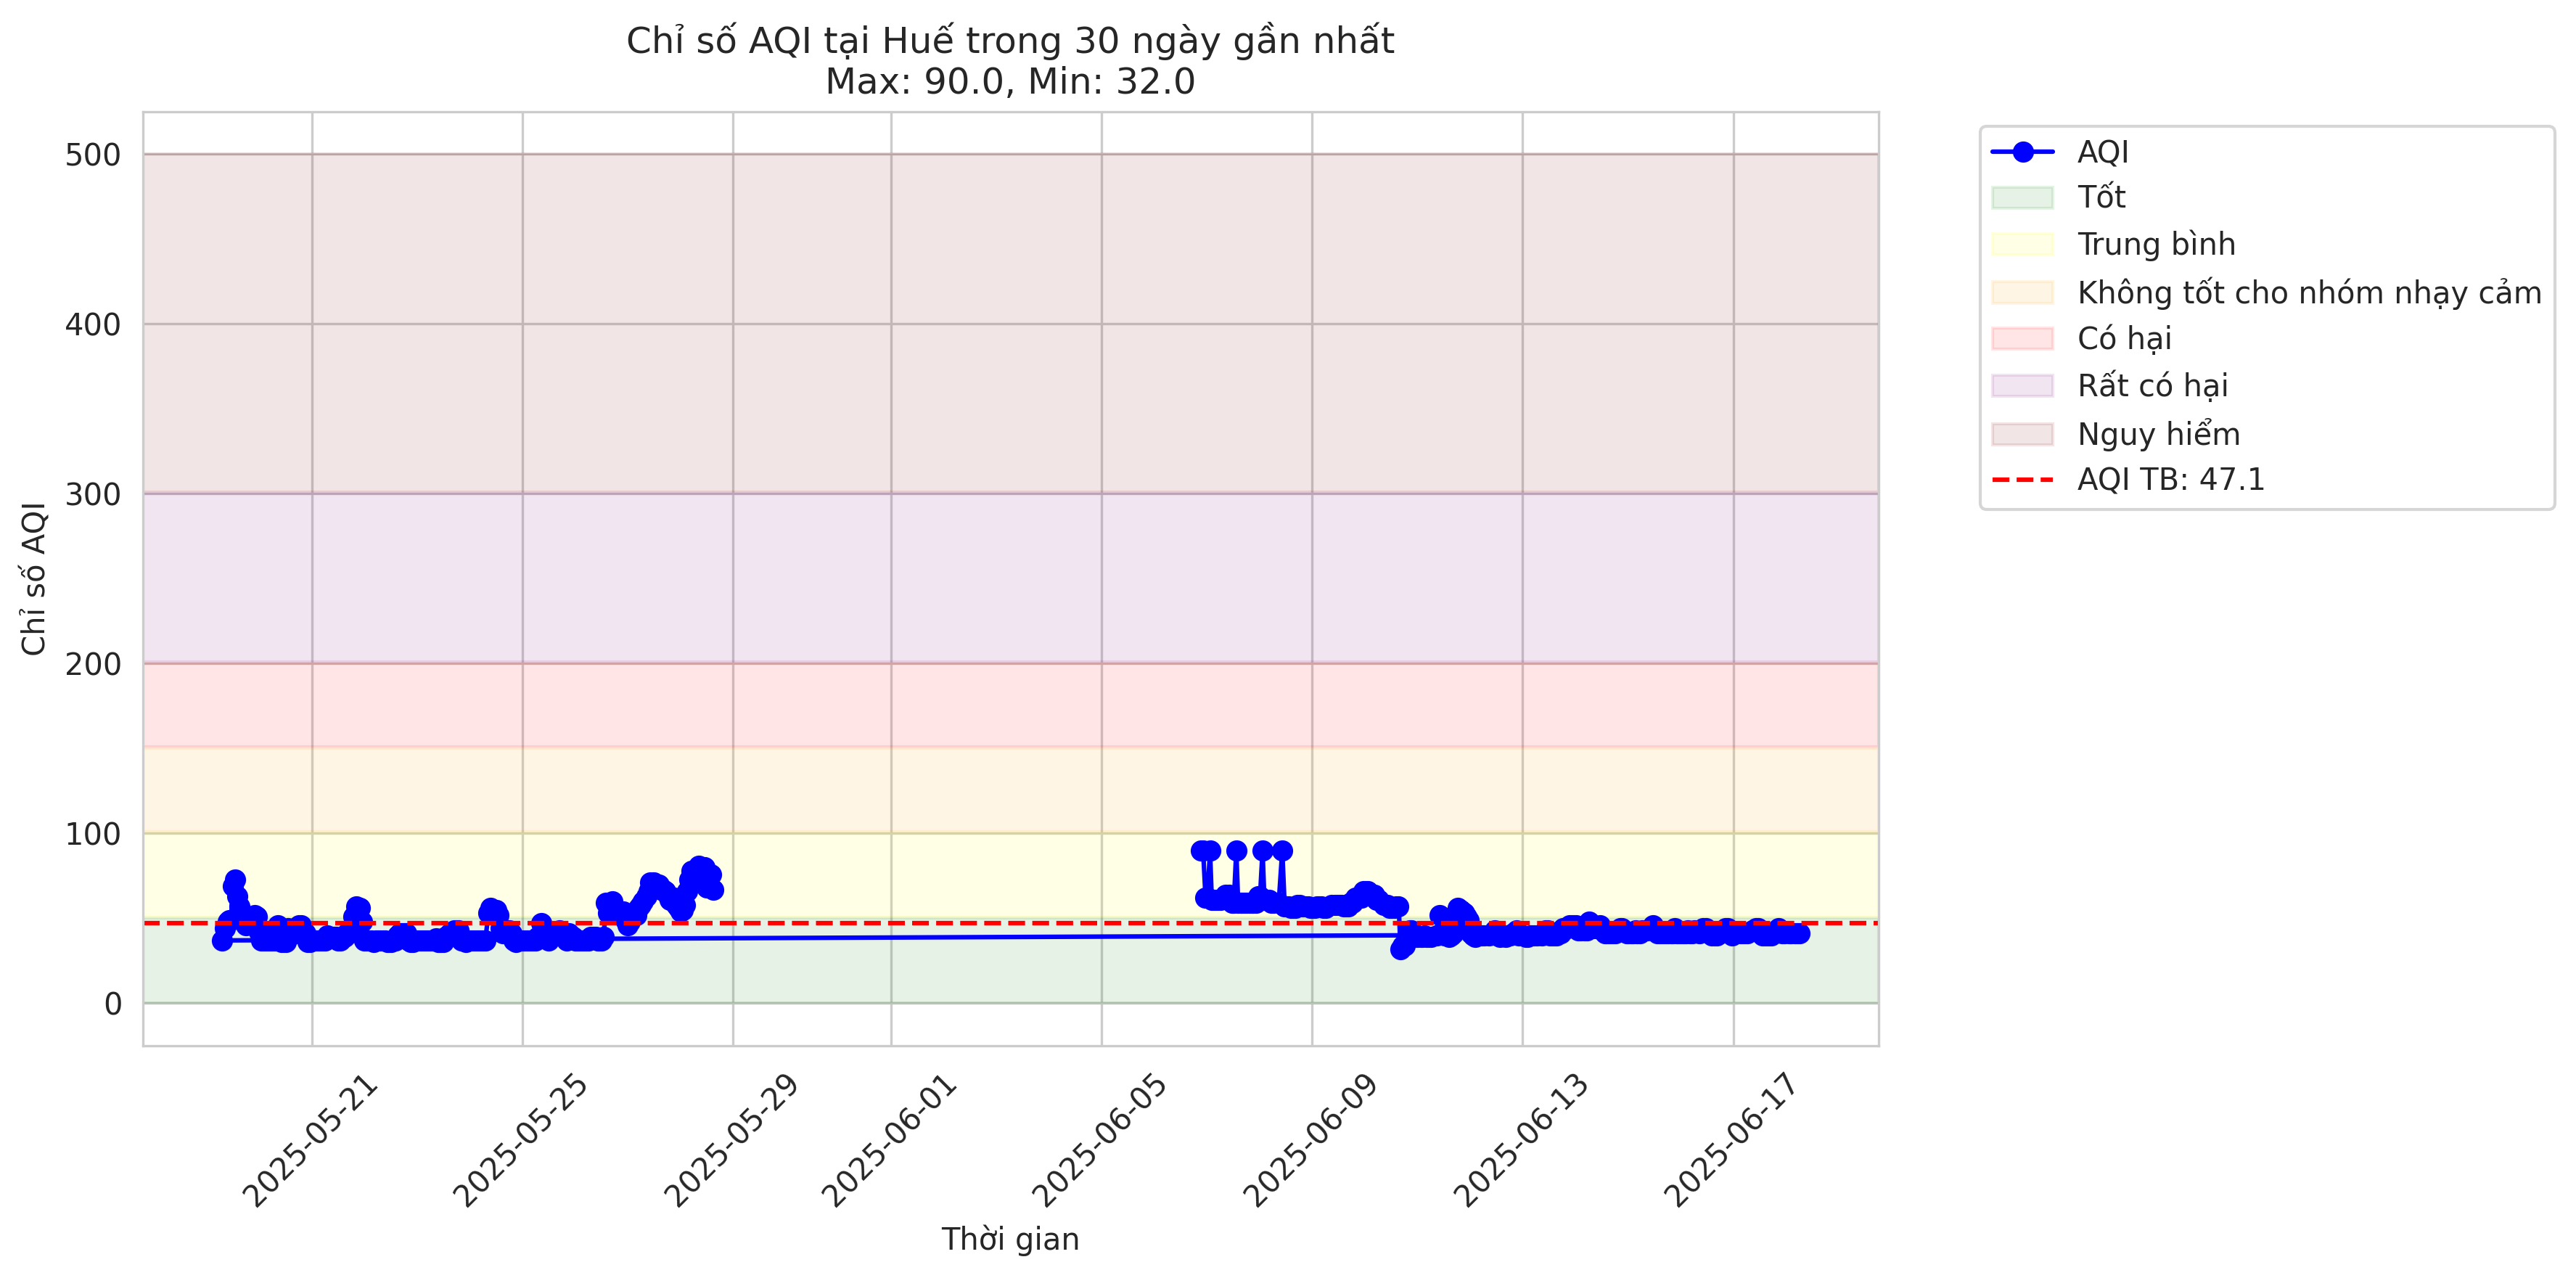 Chỉ số AQI tại Huế trong 30 ngày gần nhất
Max: 90.0, Min: 32.0
Chỉ số AQI
500
400
300
200
100
0
2025-05-21
2025-05-25
2025-05-29
2025-06-01
2025-06-05
2025-06-09
2025-06-13
2025-06-17
Thời gian
AQI
Tốt
Trung bình
Không tốt cho nhóm nhạy cảm
Có hại
Rất có hại
Nguy hiểm
AQI TB: 47.1